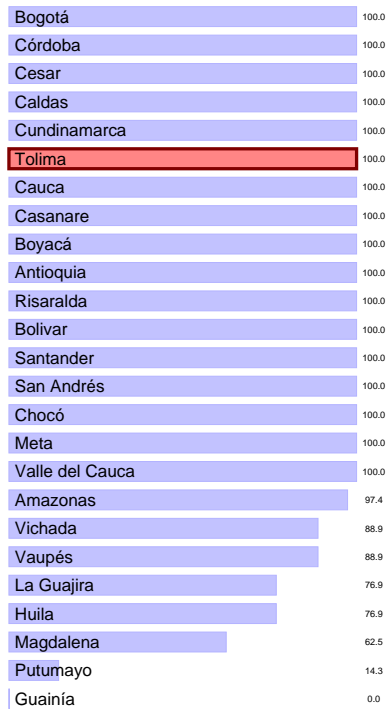 Bogotá 100.0
Córdoba 100.0
Cesar 100.0
Caldas 100.0
Cundinamarca 100.0
Tolima 100.0
Cauca 100.0
Casanare 100.0
Boyacá 100.0
Antioquia 100.0
Risaralda 100.0
Bolivar 100.0
Santander 100.0
San Andrés 100.0
Chocó 100.0
Meta 100.0
Valle del Cauca 100.0
Amazonas 97.4
Vichada 88.9
Vaupés 88.9
La Guajira 76.9
Huila 76.9
Magdalena 62.5
Putumayo 14.3
Guainía 0.0